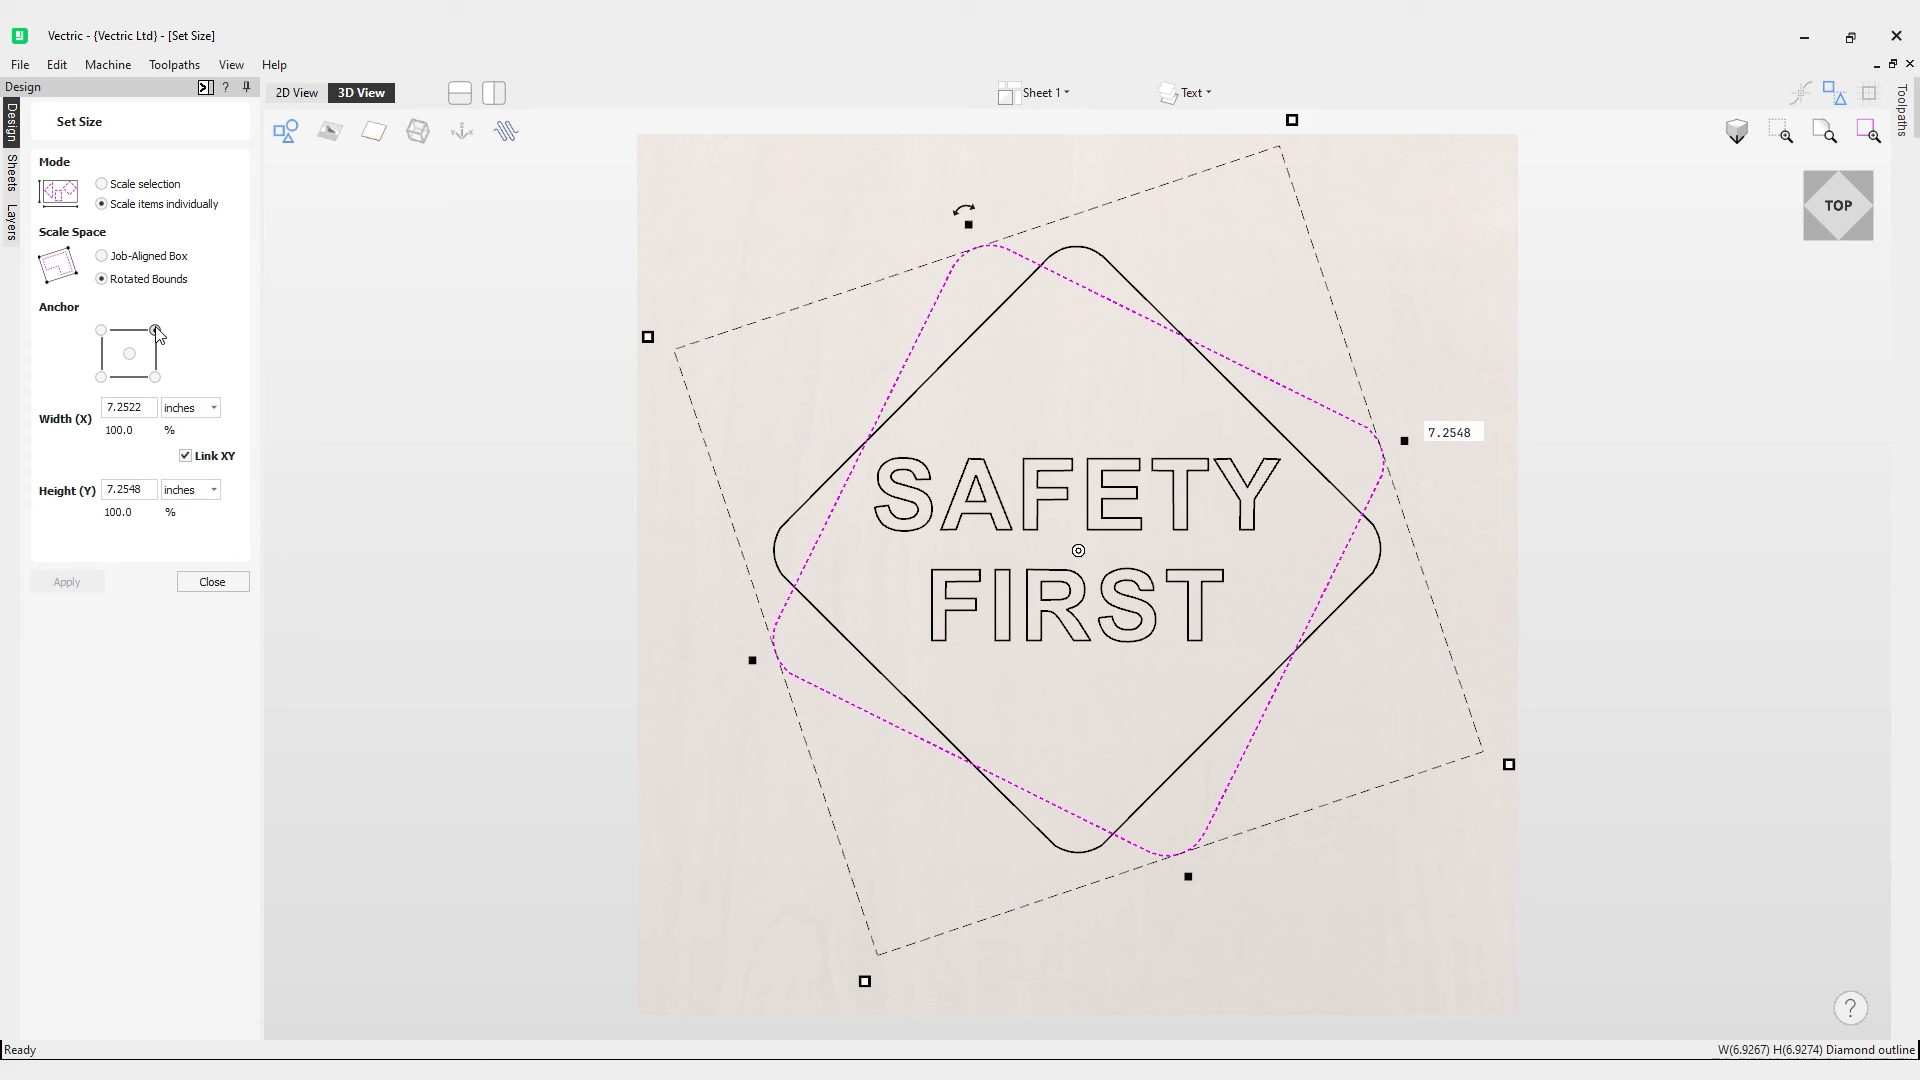 Vectric - {Vectric Ltd} - [Set Size]
File Edit Machine Toolpaths View Help
Design
2D View 3D View Sheet 1 Text
Design
Sheets
Layers
Toolpaths
Set Size
Mode
Scale selection
Scale items individually
Scale Space
Job-Aligned Box
Rotated Bounds
Anchor
Width (X) 7.2522 inches
100.0 %
Link XY
Height (Y) 7.2548 inches
100.0 %
Apply Close
TOP
7.2548
SAFETY
FIRST
Ready
W(6.9267) H(6.9274) Diamond outline